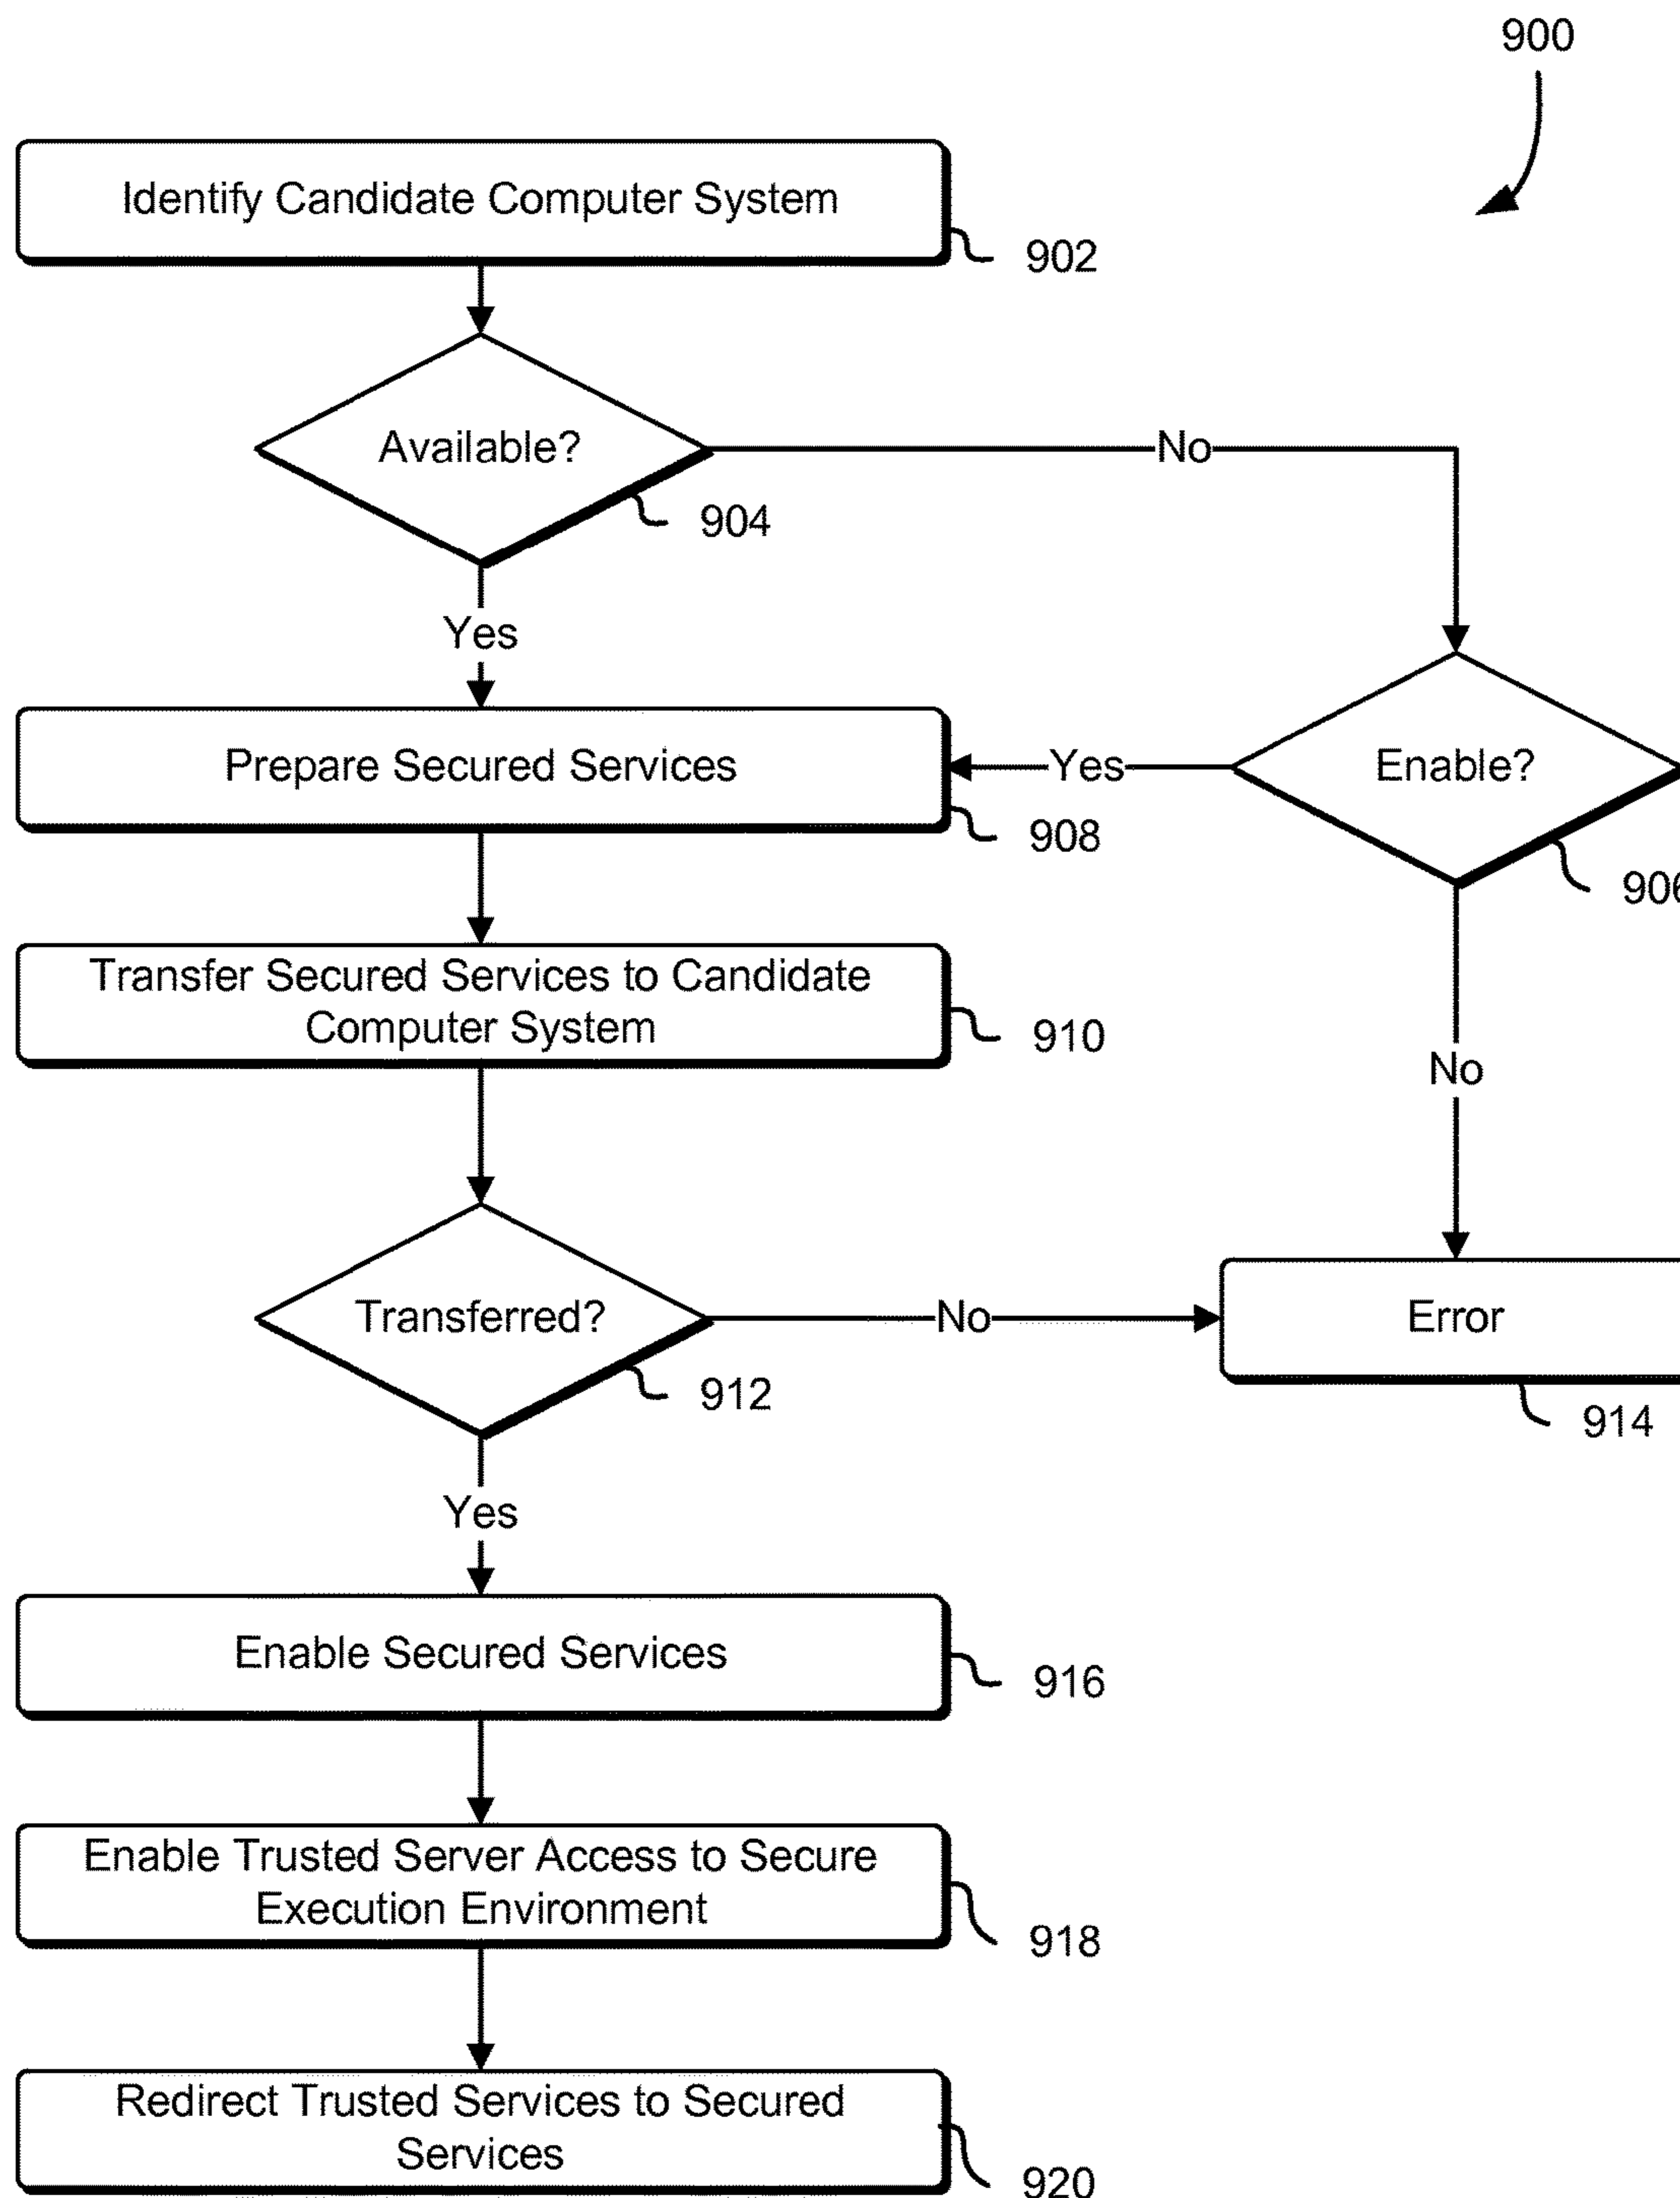 900
Identify Candidate Computer System
902
Available?
No
904
Yes
Prepare Secured Services
Yes
Enable?
908
906
Transfer Secured Services to Candidate
Computer System
910
No
Transferred?
No
Error
912
914
Yes
Enable Secured Services
916
Enable Trusted Server Access to Secure
Execution Environment
918
Redirect Trusted Services to Secured
Services
920